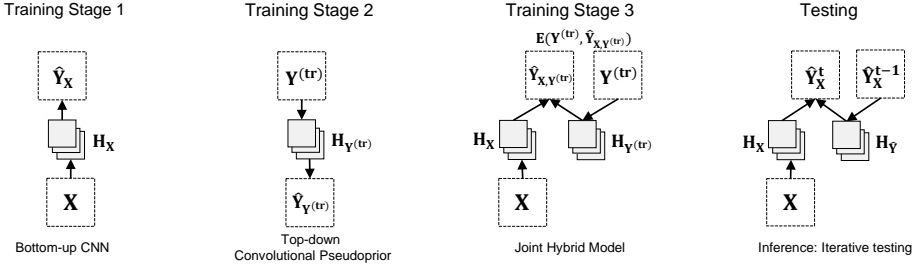 Training Stage 1
Ŷ_X
H_X
X
Bottom-up CNN
Training Stage 2
Y^(tr)
H_Y^(tr)
Ŷ_Y^(tr)
Top-down
Convolutional Pseudoprior
Training Stage 3
E(Y^(tr), Ŷ_X,Y^(tr))
Ŷ_X,Y^(tr)
Y^(tr)
H_X
H_Y^(tr)
X
Joint Hybrid Model
Testing
Ŷ_X^t
Ŷ_X^t-1
H_X
H_Ŷ
X
Inference: Iterative testing